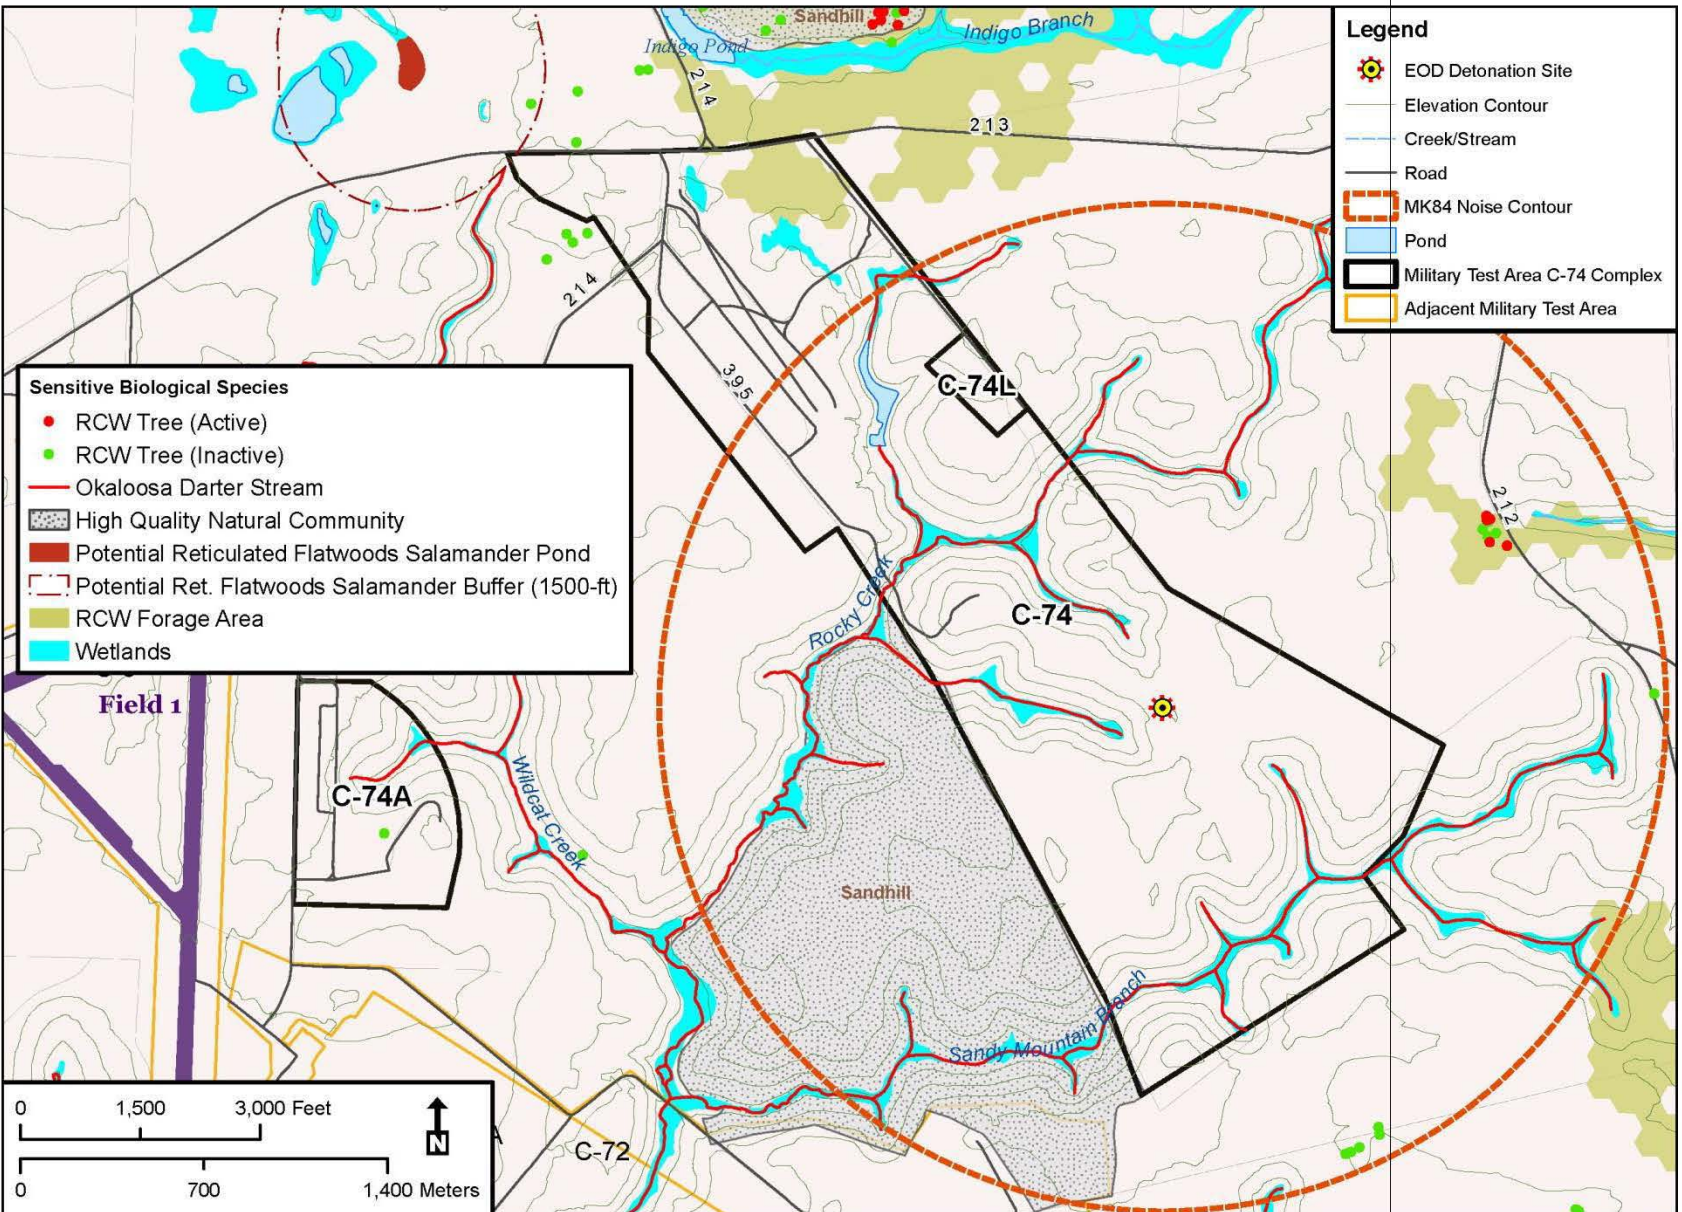 Sandhill
Indigo Pond
Indigo Branch
214
213
Legend
EOD Detonation Site
Elevation Contour
Creek/Stream
Road
MK84 Noise Contour
Pond
Military Test Area C-74 Complex
Adjacent Military Test Area
214
395
C-74L
Sensitive Biological Species
RCW Tree (Active)
RCW Tree (Inactive)
Okaloosa Darter Stream
High Quality Natural Community
Potential Reticulated Flatwoods Salamander Pond
Potential Ret. Flatwoods Salamander Buffer (1500-ft)
RCW Forage Area
Wetlands
212
Rocky Creek
C-74
Field 1
C-74A
Wildcat Creek
Sandhill
Sandy Mountain Branch
0 1,500 3,000 Feet
N
0 700 1,400 Meters
C-72